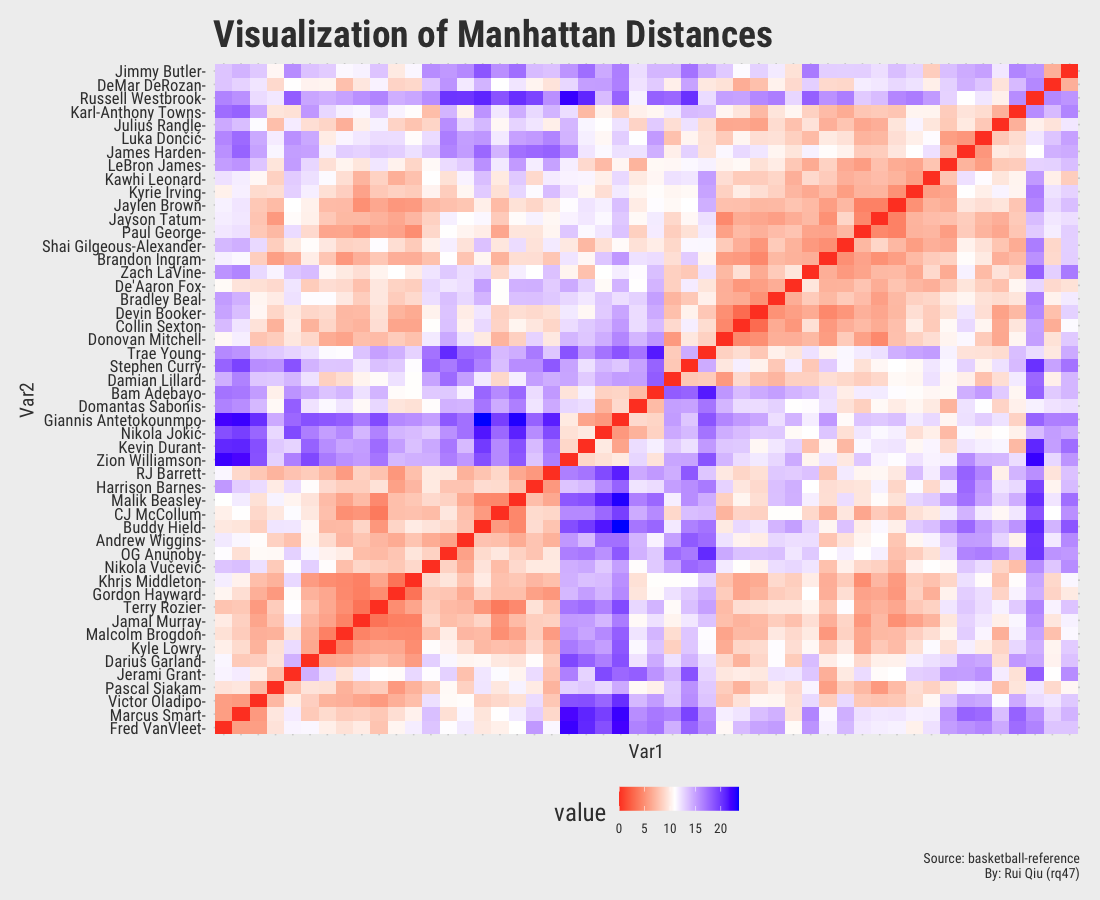 Visualization of Manhattan Distances
Jimmy Butler-
DeMar DeRozan-
Russell Westbrook-
Karl-Anthony Towns-
Julius Randle-
Luka Dončić-
James Harden-
LeBron James-
Kawhi Leonard-
Kyrie Irving-
Jaylen Brown-
Jayson Tatum-
Paul George-
Shai Gilgeous-Alexander-
Brandon Ingram-
Zach LaVine-
De'Aaron Fox-
Bradley Beal-
Devin Booker-
Collin Sexton-
Donovan Mitchell-
Trae Young-
Stephen Curry-
Damian Lillard-
Bam Adebayo-
Domantas Sabonis-
Giannis Antetokounmpo-
Nikola Jokić-
Kevin Durant-
Zion Williamson-
RJ Barrett-
Harrison Barnes-
Malik Beasley-
CJ McCollum-
Buddy Hield-
Andrew Wiggins-
OG Anunoby-
Nikola Vučević-
Khris Middleton-
Gordon Hayward-
Terry Rozier-
Jamal Murray-
Malcolm Brogdon-
Kyle Lowry-
Darius Garland-
Jerami Grant-
Pascal Siakam-
Victor Oladipo-
Marcus Smart-
Fred VanVleet-
Var2
Var1
value
0 5 10 15 20
Source: basketball-reference
By: Rui Qiu (rq47)